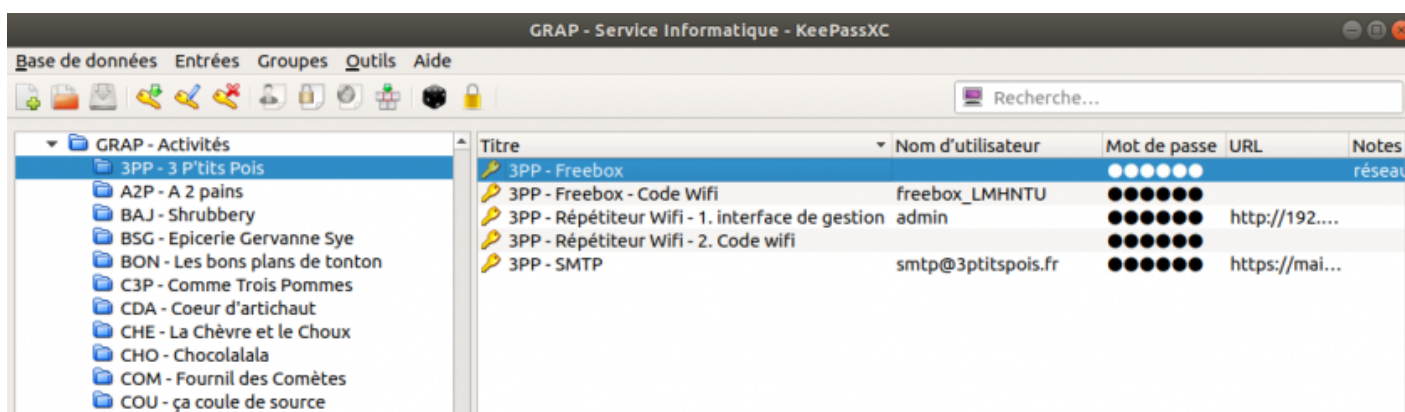 GRAP - Service Informatique - KeePassXC
Base de données Entrées Groupes Outils Aide
Recherche...
GRAP - Activités
3PP - 3 P'tits Pois
A2P - A 2 pains
BAJ - Shrubbery
BSG - Epicerie Gervanne Sye
BON - Les bons plans de tonton
C3P - Comme Trois Pommes
CDA - Coeur d'artichaut
CHE - La Chèvre et le Choux
CHO - Chocolalala
COM - Fournil des Comètes
COU - ça coule de source
Titre Nom d'utilisateur Mot de passe URL Notes
3PP - Freebox ●●●●●● réseau
3PP - Freebox - Code Wifi freebox_LMHNTU ●●●●●●
3PP - Répétiteur Wifi - 1. interface de gestion admin ●●●●●● http://192....
3PP - Répétiteur Wifi - 2. Code wifi ●●●●●●
3PP - SMTP smtp@3ptitspois.fr ●●●●●● https://mai...